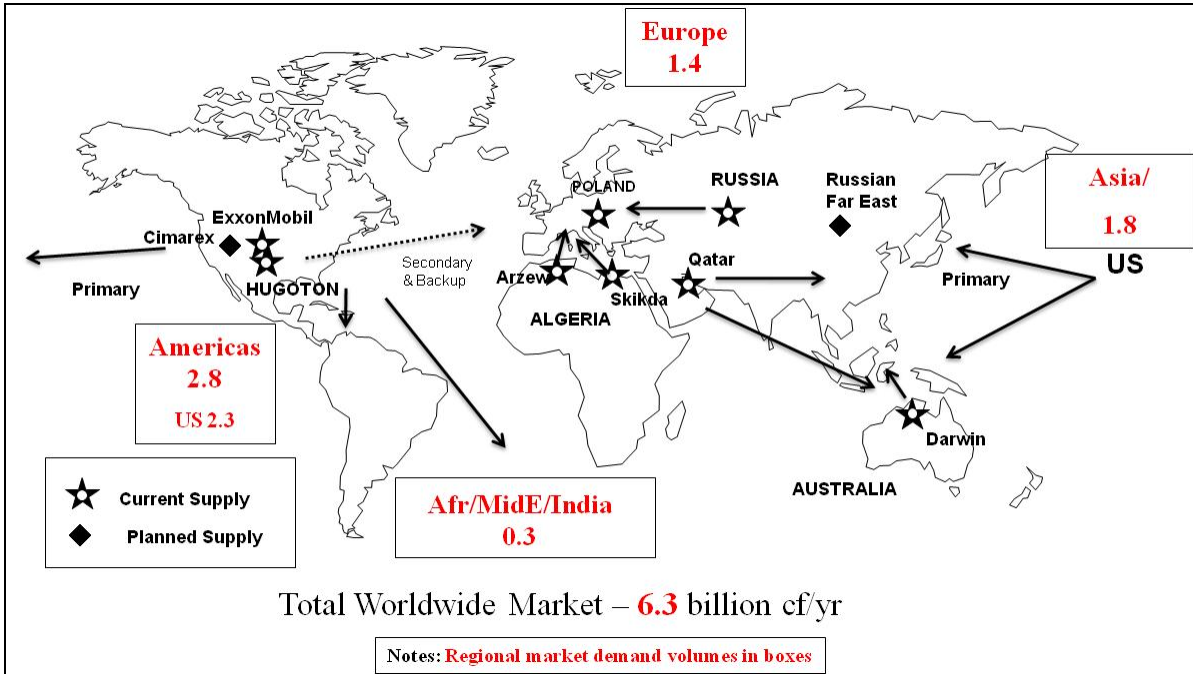 Europe
1.4
POLAND
RUSSIA
Russian
Far East
Asia/
1.8
US
ExxonMobil
Cimarex
HUGOTON
Primary
Secondary
& Backup
Arzew
Skikda
ALGERIA
Qatar
Primary
Americas
2.8
US 2.3
Darwin
AUSTRALIA
Current Supply
Planned Supply
Afr/MidE/India
0.3
Total Worldwide Market – 6.3 billion cf/yr
Notes: Regional market demand volumes in boxes